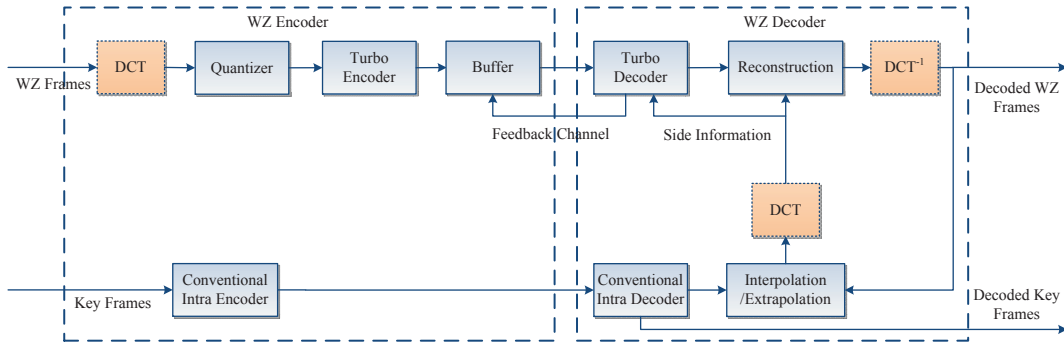 WZ Encoder
WZ Decoder
DCT
Quantizer
Turbo
Encoder
Buffer
Turbo
Decoder
Reconstruction
DCT⁻¹
WZ Frames
Decoded WZ
Frames
Feedback Channel
Side Information
DCT
Conventional
Intra Encoder
Conventional
Intra Decoder
Interpolation
/Extrapolation
Key Frames
Decoded Key
Frames